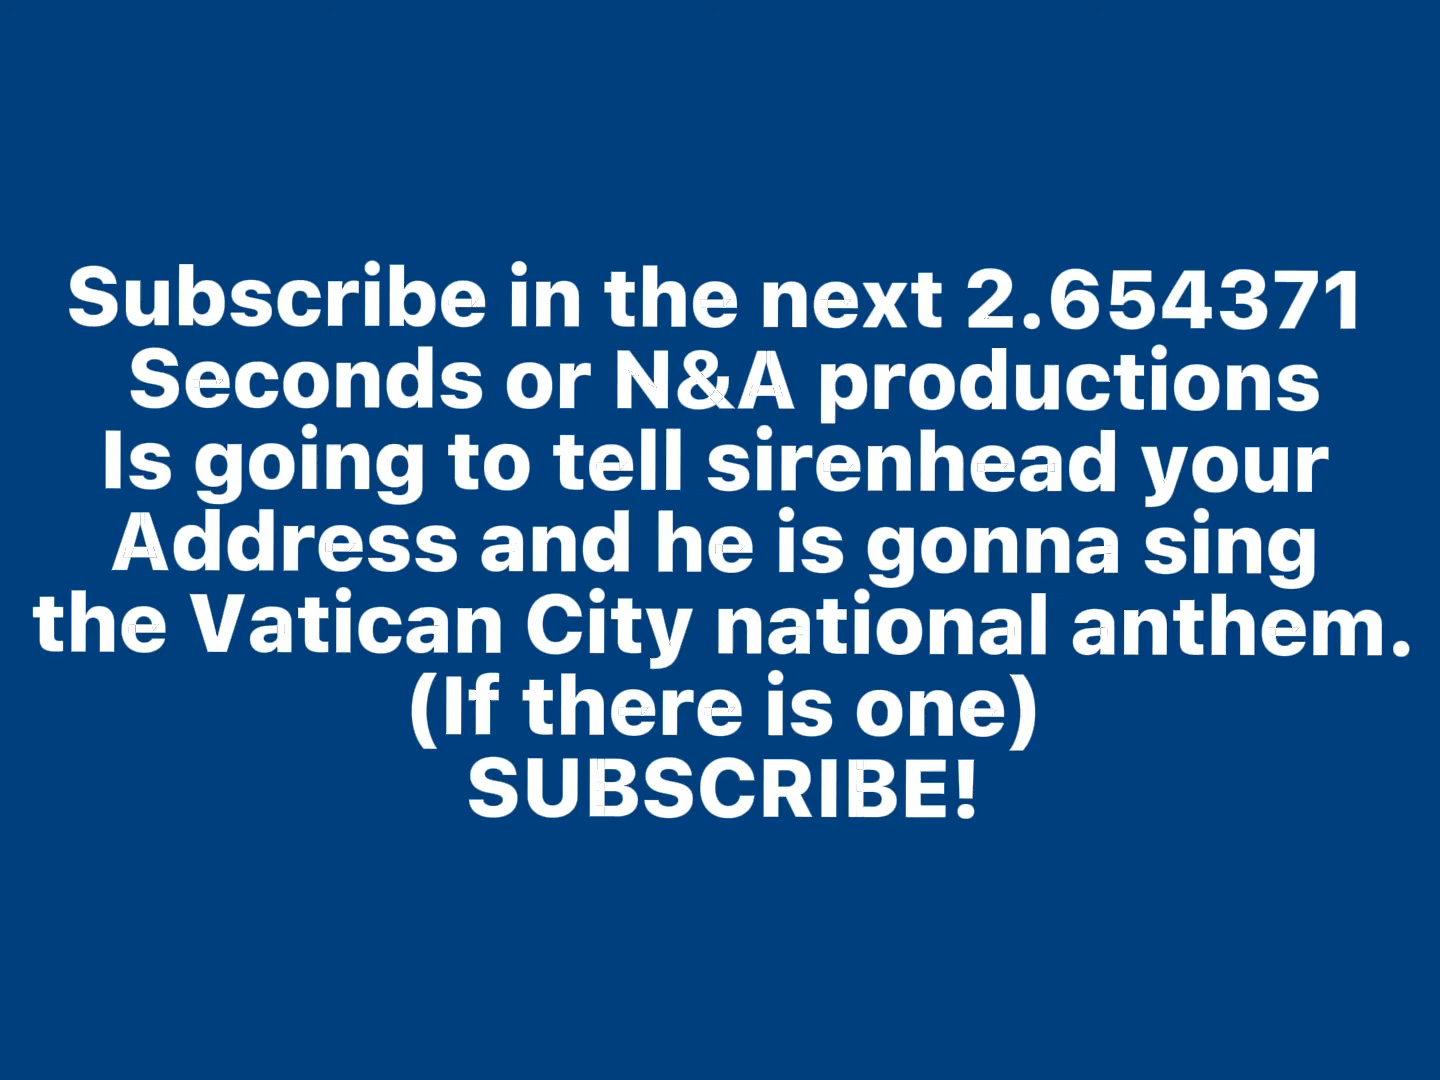 Subscribe in the next 2.654371
Seconds or N&A productions
Is going to tell sirenhead your
Address and he is gonna sing
the Vatican City national anthem.
(If there is one)
SUBSCRIBE!